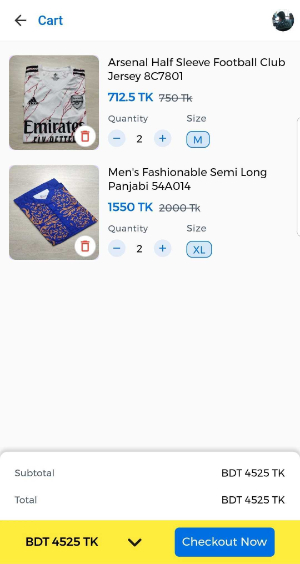 Cart
Arsenal Half Sleeve Football Club
Jersey 8C7801
712.5 TK 750 Tk
Quantity Size
− 2 + M
Emirates
FLY BETTER
Men's Fashionable Semi Long
Panjabi 54A014
1550 TK 2000 Tk
Quantity Size
− 2 + XL
Subtotal BDT 4525 TK
Total BDT 4525 TK
BDT 4525 TK Checkout Now